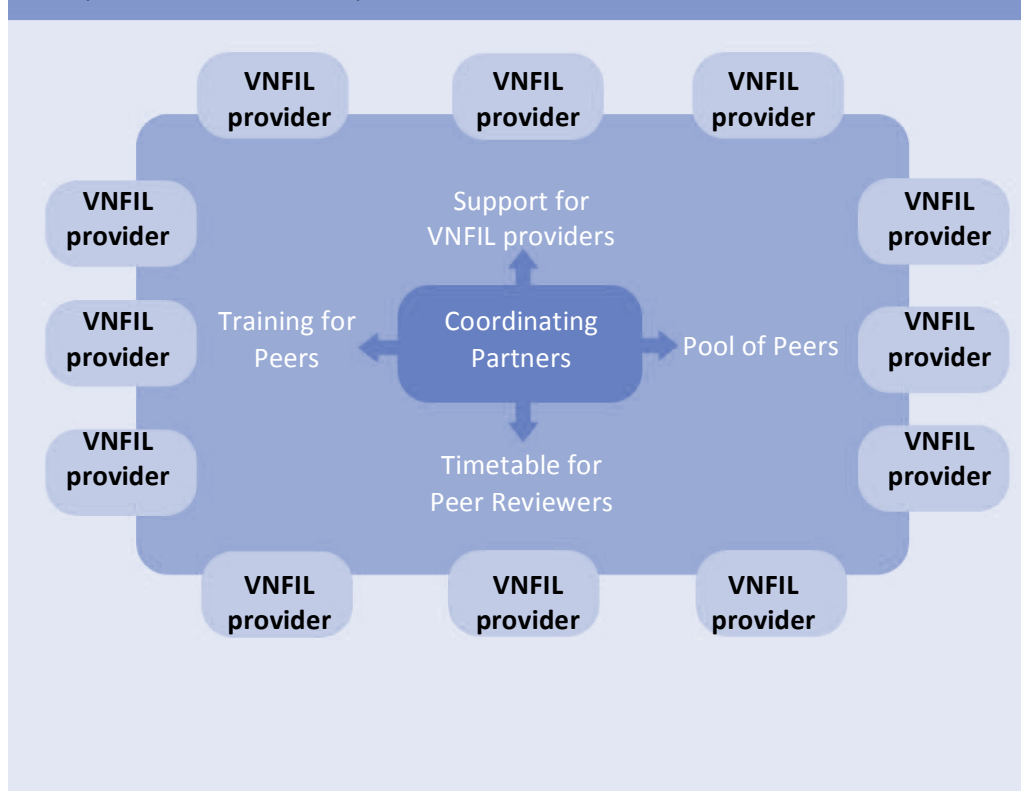 VNFIL
provider
VNFIL
provider
VNFIL
provider
VNFIL
provider
Support for
VNFIL providers
VNFIL
provider
VNFIL
provider
Training for
Peers
Coordinating
Partners
Pool of Peers
VNFIL
provider
VNFIL
provider
Timetable for
Peer Reviewers
VNFIL
provider
VNFIL
provider
VNFIL
provider
VNFIL
provider